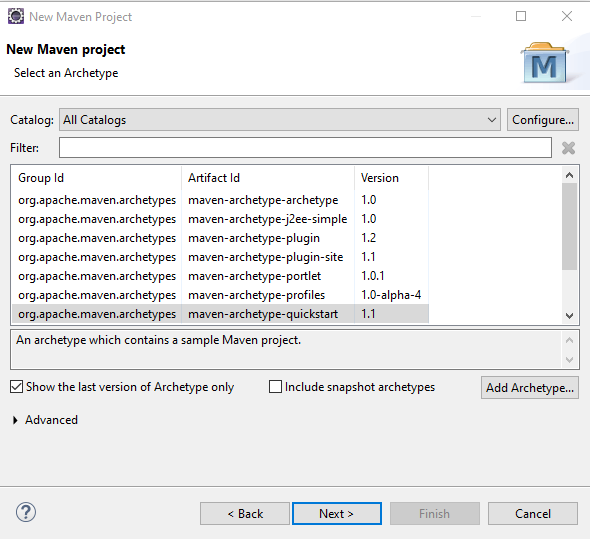 New Maven Project
New Maven project
Select an Archetype
M
Catalog: All Catalogs Configure...
Filter:
Group Id Artifact Id Version
org.apache.maven.archetypes maven-archetype-archetype 1.0
org.apache.maven.archetypes maven-archetype-j2ee-simple 1.0
org.apache.maven.archetypes maven-archetype-plugin 1.2
org.apache.maven.archetypes maven-archetype-plugin-site 1.1
org.apache.maven.archetypes maven-archetype-portlet 1.0.1
org.apache.maven.archetypes maven-archetype-profiles 1.0-alpha-4
org.apache.maven.archetypes maven-archetype-quickstart 1.1
An archetype which contains a sample Maven project.
Show the last version of Archetype only Include snapshot archetypes Add Archetype...
Advanced
? < Back Next > Finish Cancel